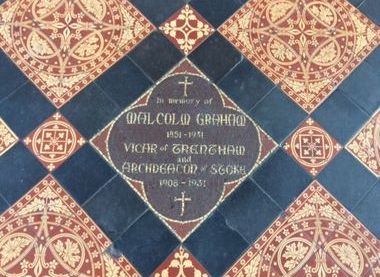 In memory of
MALCOLM GRAHAM
1851-1931
VICAR of TRENTHAM
and
ARCHDEACON of STOKE
1908-1931